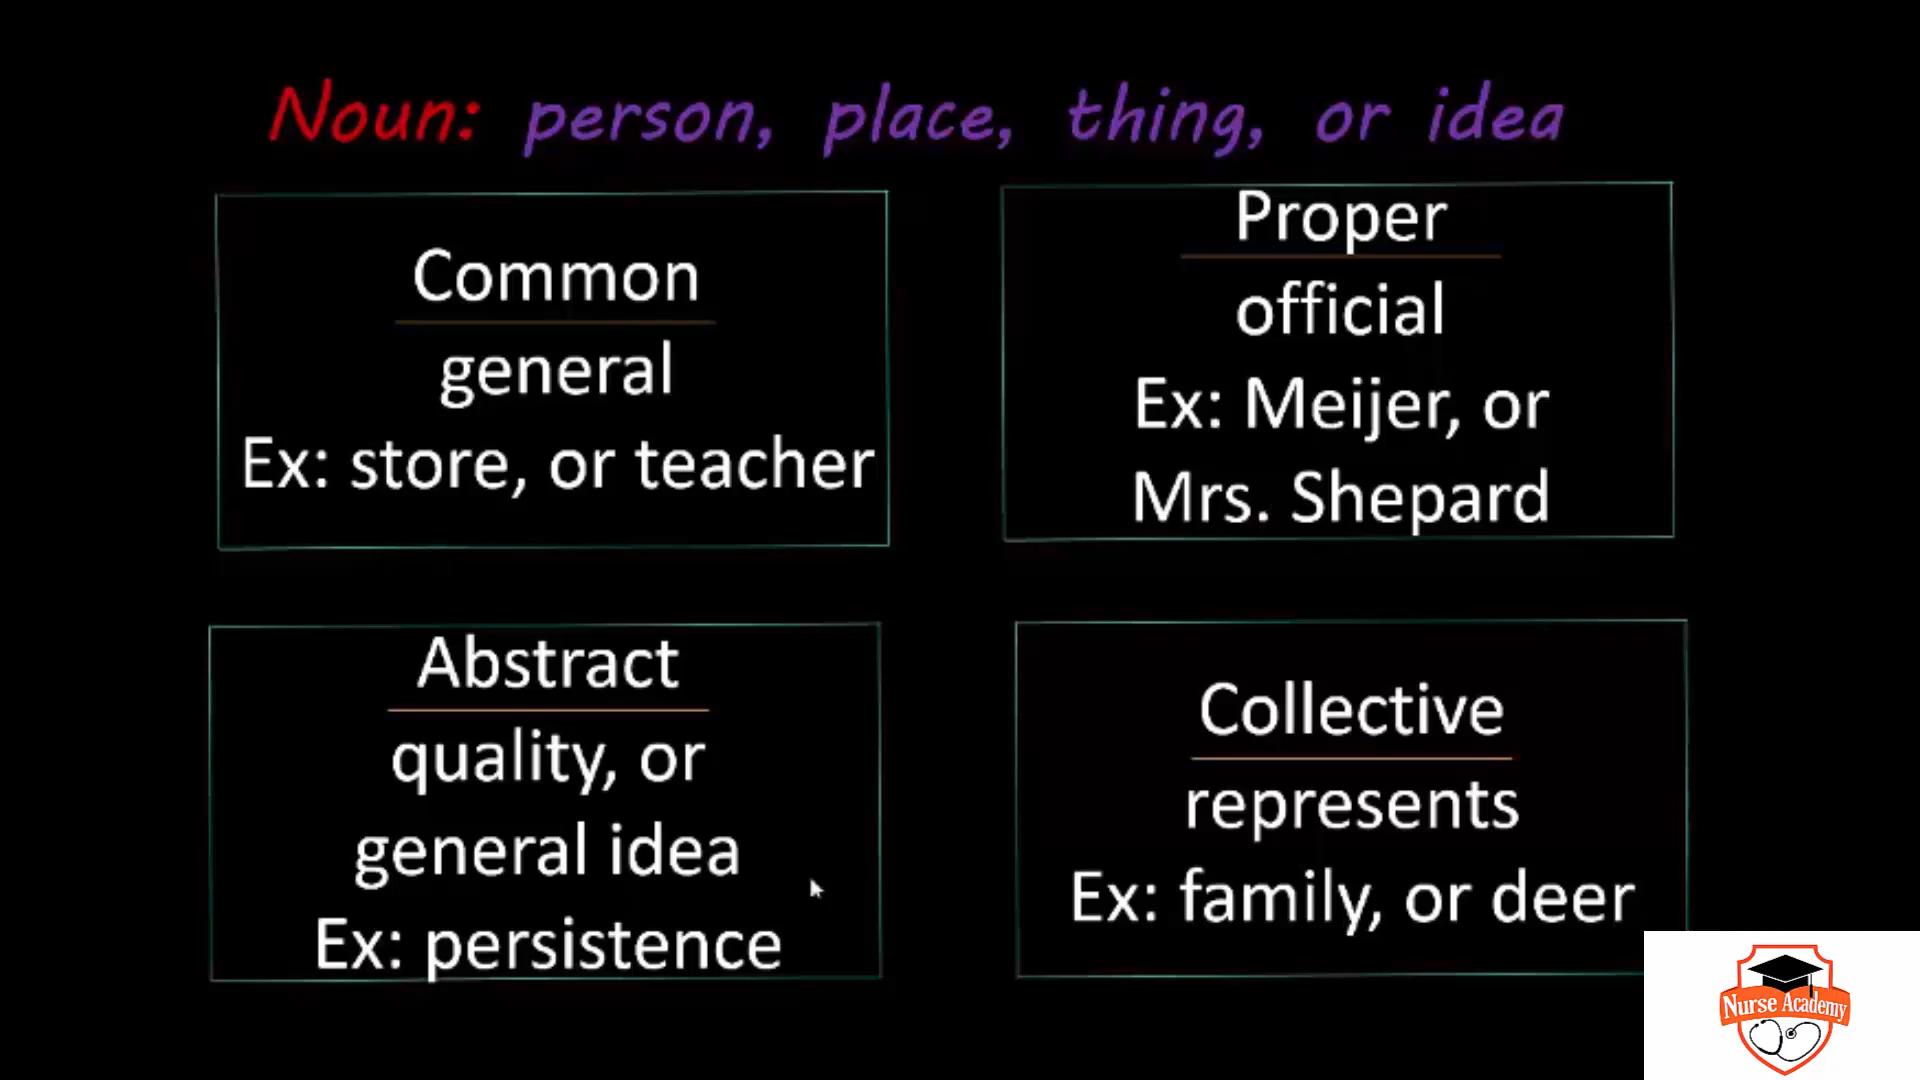 Noun: person, place, thing, or idea
Common
general
Ex: store, or teacher
Proper
official
Ex: Meijer, or
Mrs. Shepard
Abstract
quality, or
general idea
Ex: persistence
Collective
represents
Ex: family, or deer
Nurse Academy